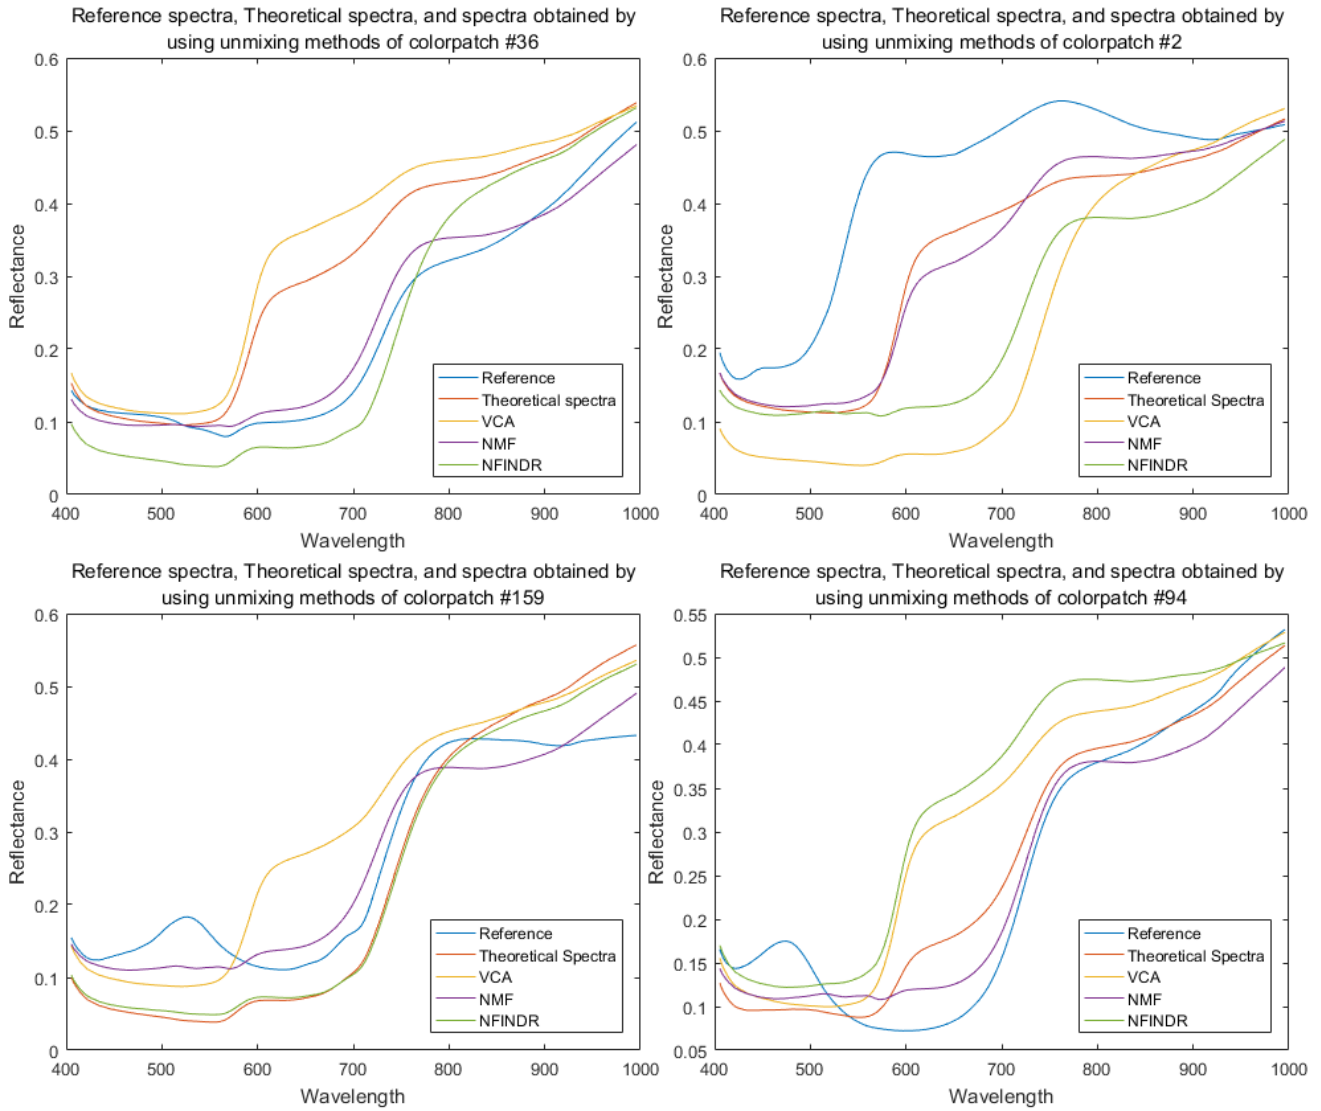 Reference spectra, Theoretical spectra, and spectra obtained by
using unmixing methods of colorpatch #36
0.6
0.5
0.4
0.3
0.2
0.1
0
Reflectance
400 500 600 700 800 900 1000
Wavelength
Reference
Theoretical spectra
VCA
NMF
NFINDR
Reference spectra, Theoretical spectra, and spectra obtained by
using unmixing methods of colorpatch #2
0.6
0.5
0.4
0.3
0.2
0.1
0
Reflectance
400 500 600 700 800 900 1000
Wavelength
Reference
Theoretical spectra
VCA
NMF
NFINDR
Reference spectra, Theoretical spectra, and spectra obtained by
using unmixing methods of colorpatch #159
0.6
0.5
0.4
0.3
0.2
0.1
0
Reflectance
400 500 600 700 800 900 1000
Wavelength
Reference
Theoretical Spectra
VCA
NMF
NFINDR
Reference spectra, Theoretical spectra, and spectra obtained by
using unmixing methods of colorpatch #94
0.55
0.5
0.45
0.4
0.35
0.3
0.25
0.2
0.15
0.1
0.05
Reflectance
400 500 600 700 800 900 1000
Wavelength
Reference
Theoretical Spectra
VCA
NMF
NFINDR